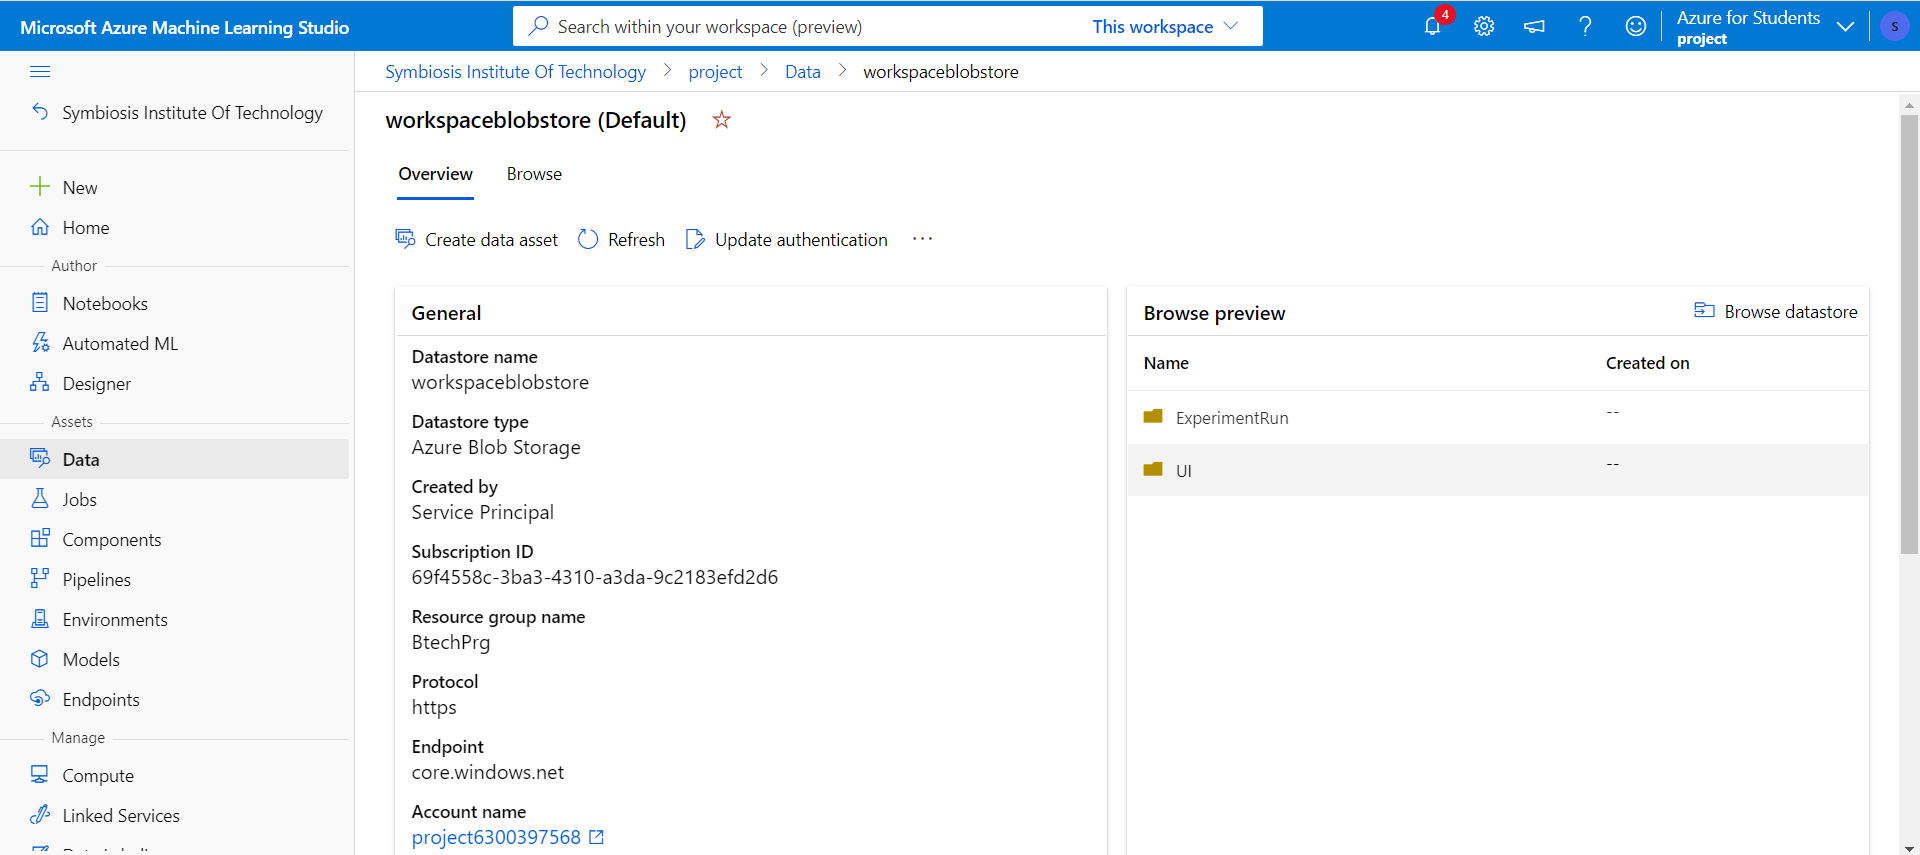 Microsoft Azure Machine Learning Studio
Search within your workspace (preview)
This workspace
4
?
Azure for Students
project
S
Symbiosis Institute Of Technology > project > Data > workspaceblobstore
Symbiosis Institute Of Technology
New
Home
Author
Notebooks
Automated ML
Designer
Assets
Data
Jobs
Components
Pipelines
Environments
Models
Endpoints
Manage
Compute
Linked Services
workspaceblobstore (Default)
Overview
Browse
Create data asset
Refresh
Update authentication
...
General
Datastore name
workspaceblobstore
Datastore type
Azure Blob Storage
Created by
Service Principal
Subscription ID
69f4558c-3ba3-4310-a3da-9c2183efd2d6
Resource group name
BtechPrg
Protocol
https
Endpoint
core.windows.net
Account name
project6300397568
Browse preview
Browse datastore
Name Created on
ExperimentRun --
UI --